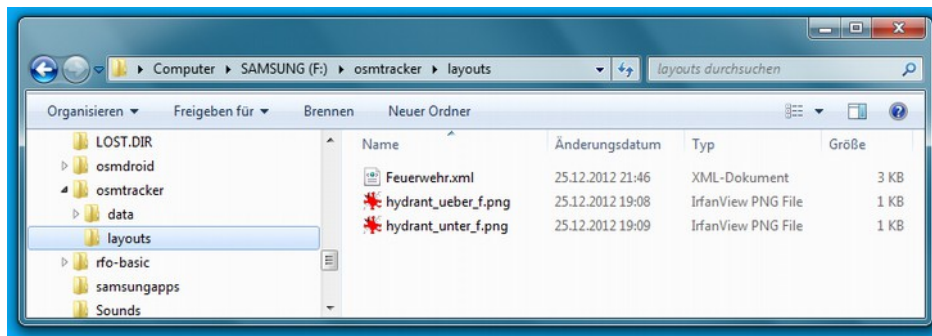 Computer ▸ SAMSUNG (F:) ▸ osmtracker ▸ layouts
layouts durchsuchen
Organisieren Freigeben für Brennen Neuer Ordner
LOST.DIR
osmdroid
osmtracker
data
layouts
rfo-basic
samsungapps
Sounds
Name Änderungsdatum Typ Größe
Feuerwehr.xml 25.12.2012 21:46 XML-Dokument 3 KB
hydrant_ueber_f.png 25.12.2012 19:08 IrfanView PNG File 1 KB
hydrant_unter_f.png 25.12.2012 19:09 IrfanView PNG File 1 KB